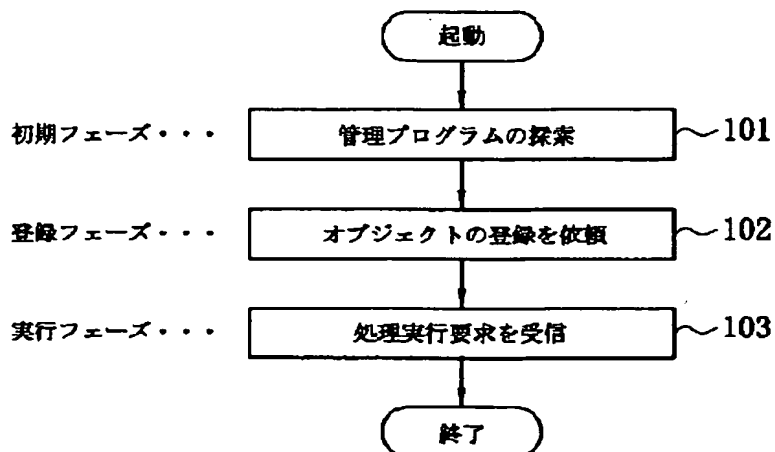 起動
初期フェーズ・・・ 管理プログラムの探索 101
登録フェーズ・・・ オブジェクトの登録を依頼 102
実行フェーズ・・・ 処理実行要求を受信 103
終了